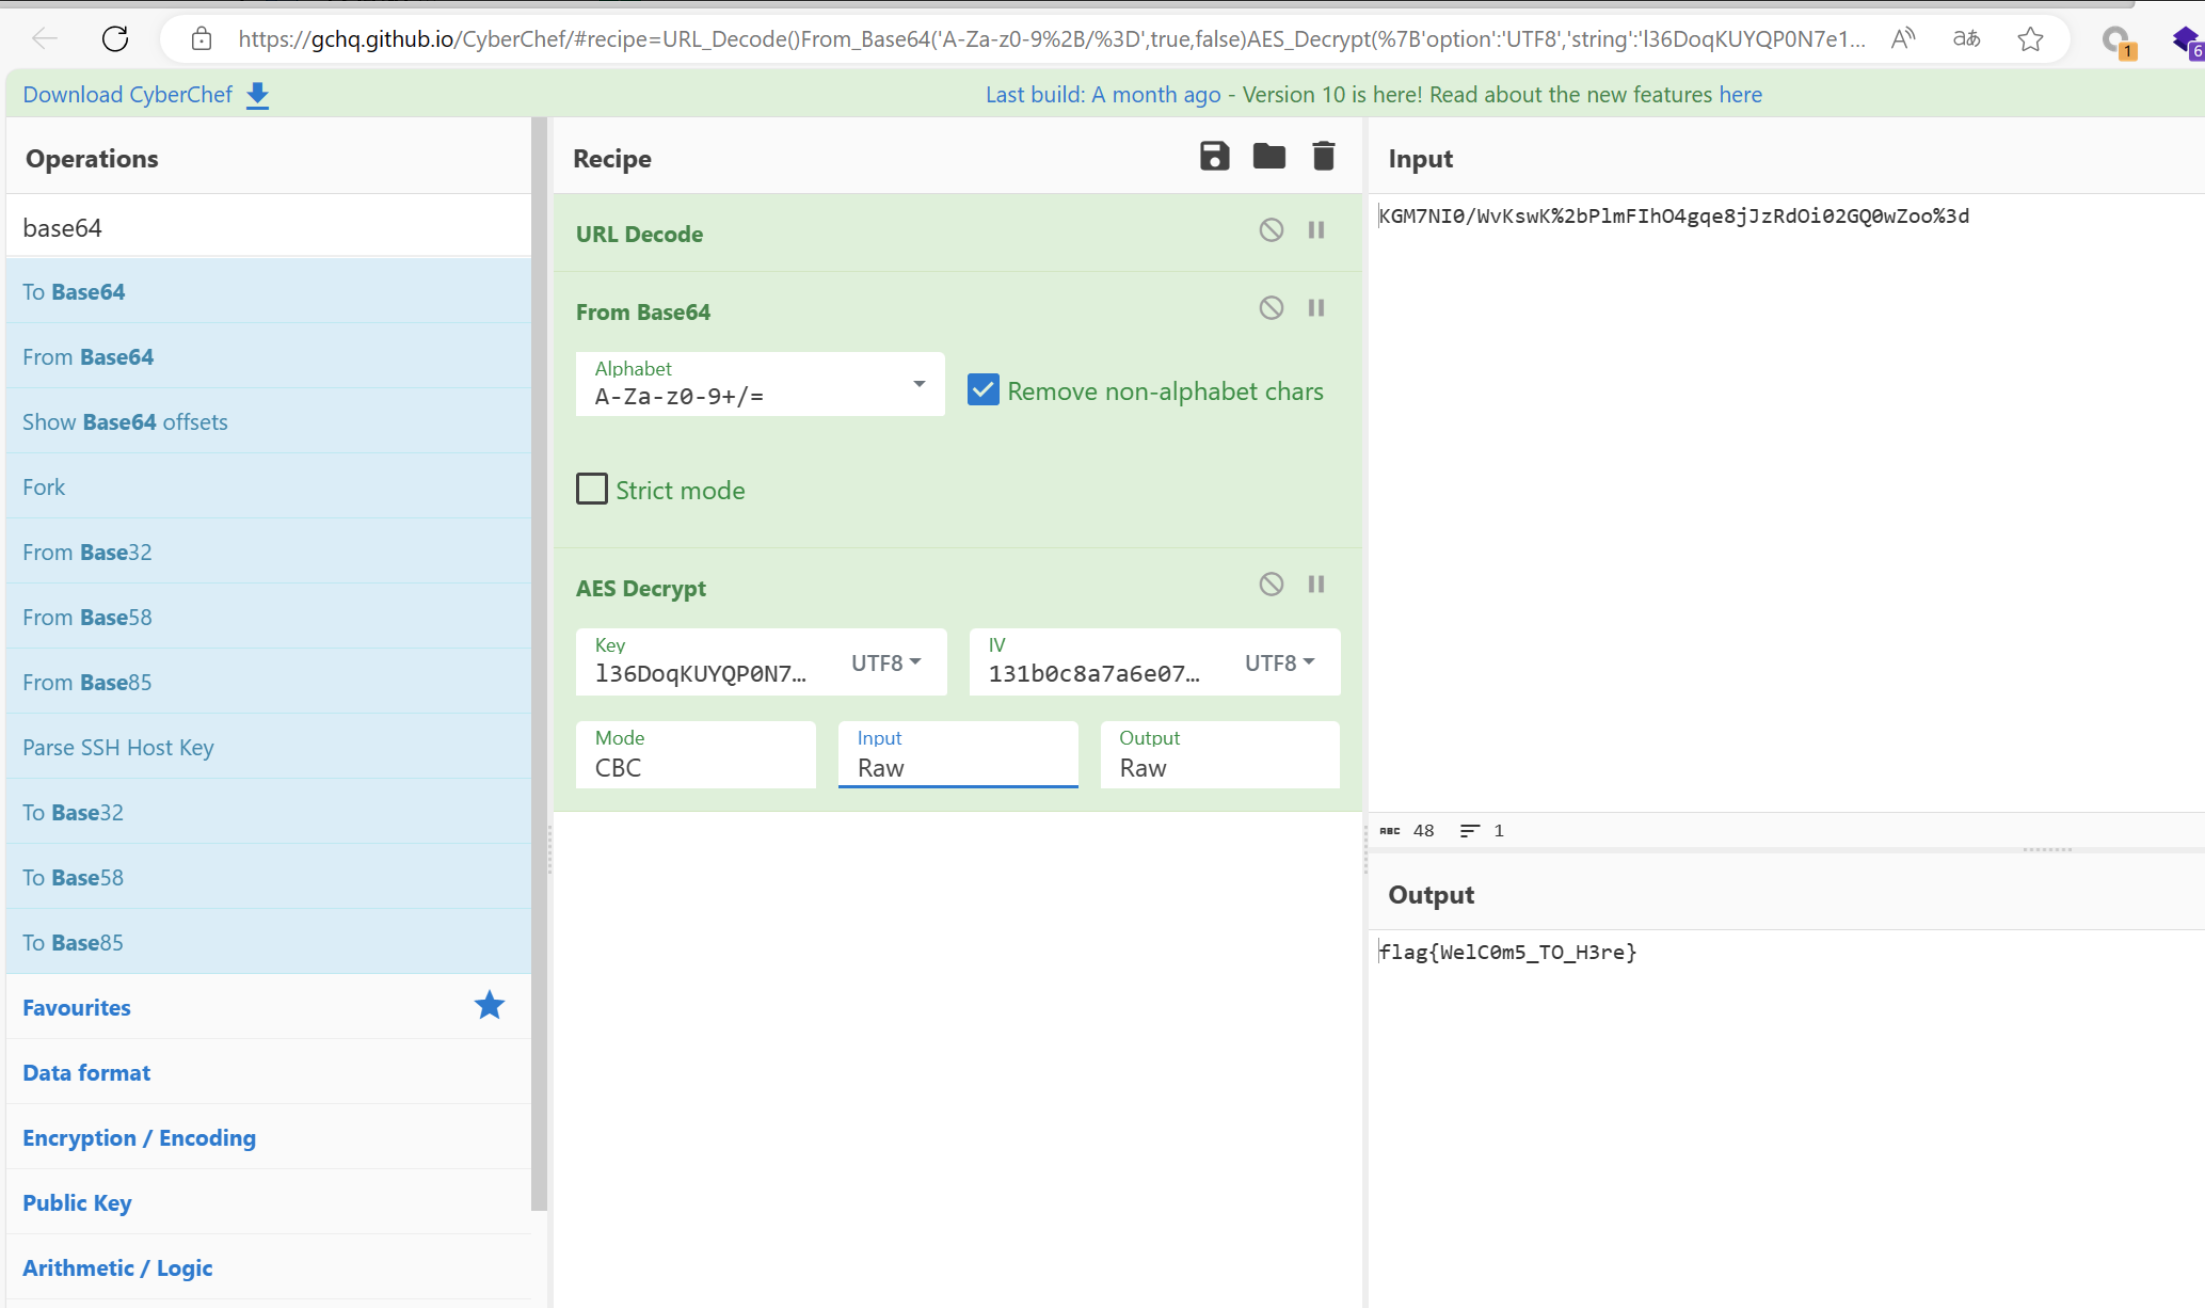 https://gchq.github.io/CyberChef/#recipe=URL_Decode()From_Base64('A-Za-z0-9%2B/%3D',true,false)AES_Decrypt(%7B'option':'UTF8','string':'l36DoqKUYQP0N7e1...
1
6
Download CyberChef
Last build: A month ago - Version 10 is here! Read about the new features here
Operations
base64
To Base64
From Base64
Show Base64 offsets
Fork
From Base32
From Base58
From Base85
Parse SSH Host Key
To Base32
To Base58
To Base85
Favourites
Data format
Encryption / Encoding
Public Key
Arithmetic / Logic
Recipe
URL Decode
From Base64
Alphabet
A-Za-z0-9+/=
Remove non-alphabet chars
Strict mode
AES Decrypt
Key
l36DoqKUYQP0N7...
UTF8
IV
131b0c8a7a6e07...
UTF8
Mode
CBC
Input
Raw
Output
Raw
Input
KGM7NI0/WvKswK%2bPlmFIhO4gqe8jJzRdOi02GQ0wZoo%3d
ABC 48
1
Output
flag{WelC0m5_TO_H3re}